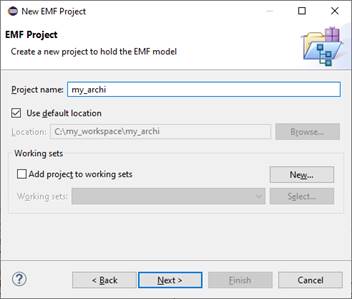 New EMF Project
EMF Project
Create a new project to hold the EMF model
Project name: my_archi
Use default location
Location: C:\my_workspace\my_archi Browse...
Working sets
Add project to working sets New...
Working sets: Select...
? < Back Next > Finish Cancel